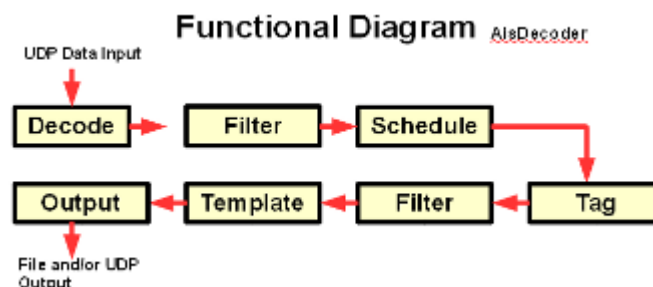 Functional Diagram AisDecoder
UDP Data Input
Decode
Filter
Schedule
Output
Template
Filter
Tag
File and/or UDP
Output